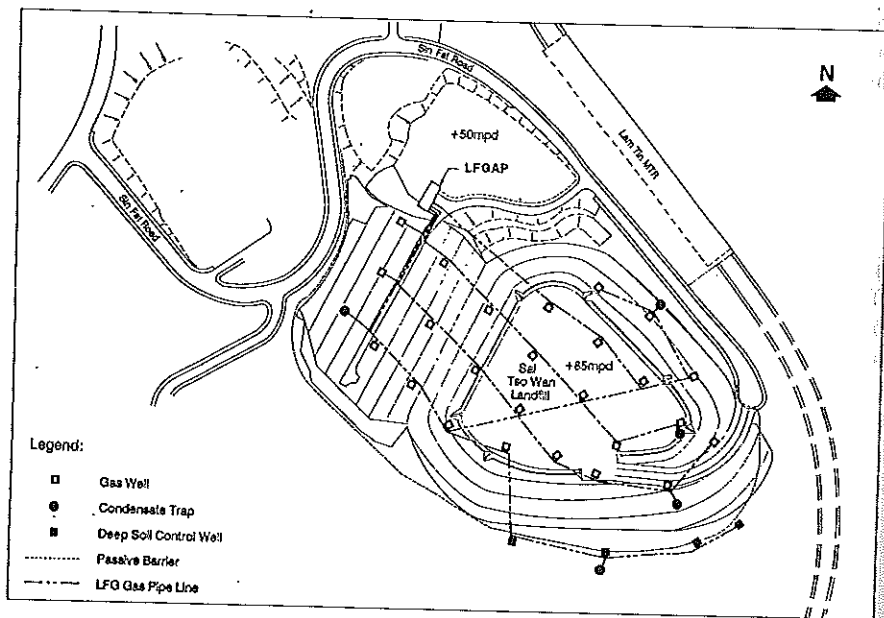 Sin Fat Road
N
+50mpd
Lam Tin MTR
LFGAP
Sin Fat Road
Sai
Tso Wan
Landfill
+85mpd
Legend:
Gas Well
Condensate Trap
Deep Soil Control Well
Passive Barrier
LFG Gas Pipe Line